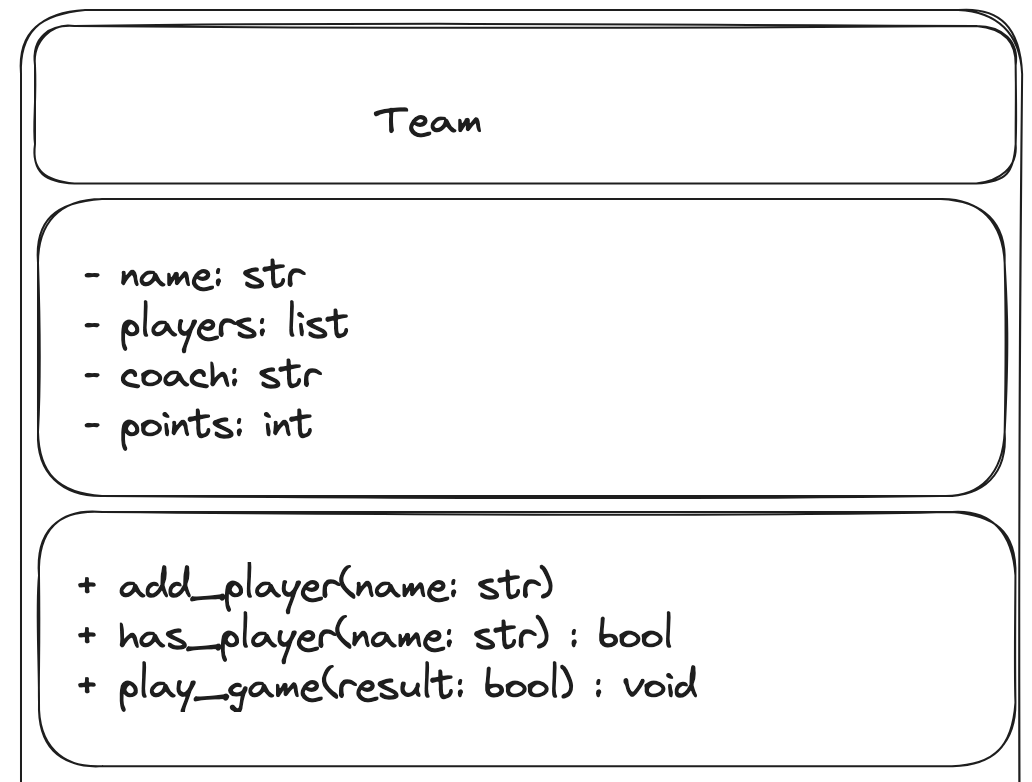 Team
- name: str
- players: list
- coach: str
- points: int
+ add_player(name: str)
+ has_player(name: str) : bool
+ play_game(result: bool) : void